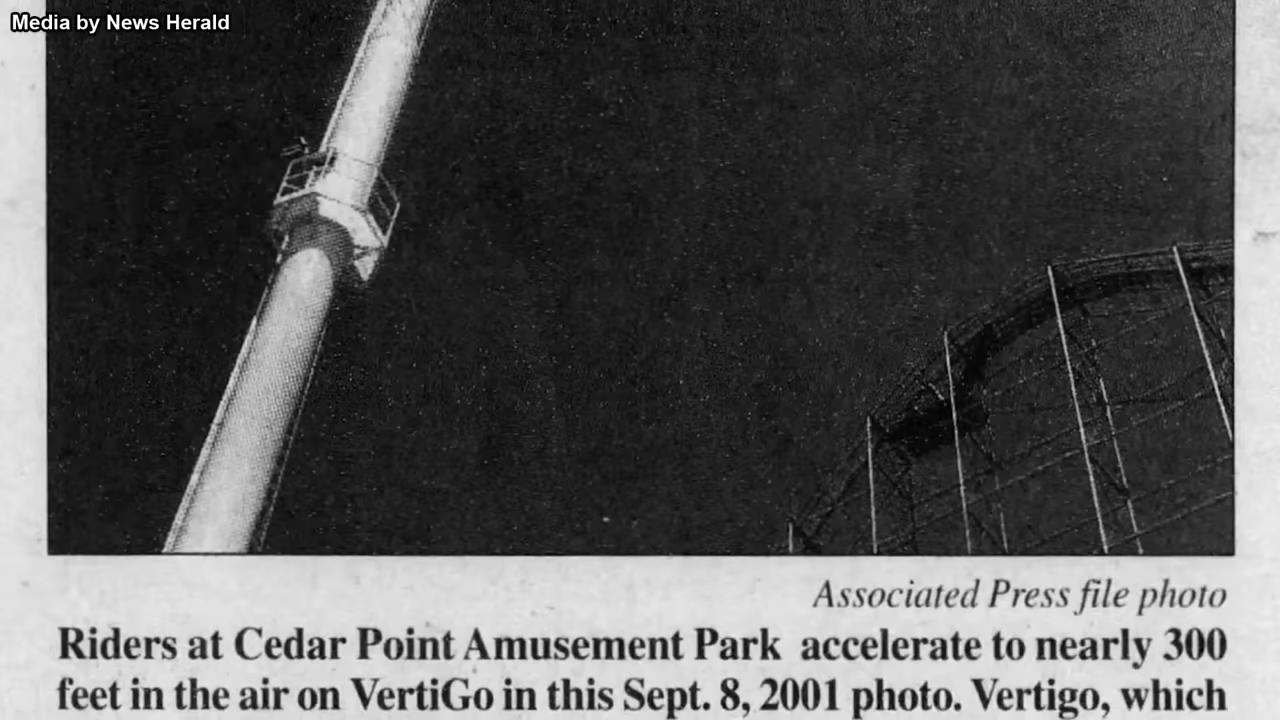 Media by News Herald
Associated Press file photo
Riders at Cedar Point Amusement Park accelerate to nearly 300
feet in the air on VertiGo in this Sept. 8, 2001 photo. Vertigo, which